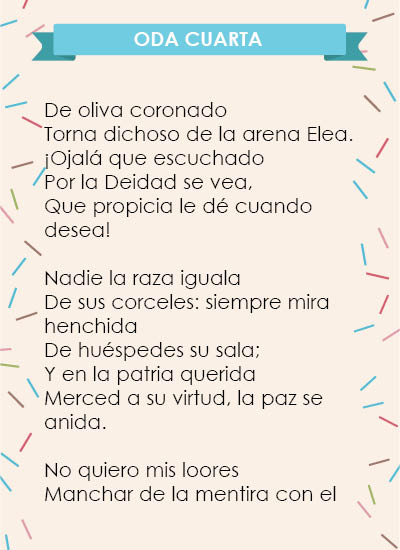 ODA CUARTA
De oliva coronado
Torna dichoso de la arena Elea.
¡Ojalá que escuchado
Por la Deidad se vea,
Que propicia le dé cuando
desea!
Nadie la raza iguala
De sus corceles: siempre mira
henchida
De huéspedes su sala;
Y en la patria querida
Merced a su virtud, la paz se
anida.
No quiero mis loores
Manchar de la mentira con el